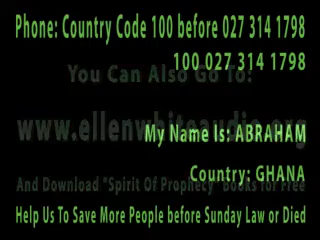 Phone: Country Code 100 before 027 314 1798
100 027 314 1798
You Can Also Go To:
www.ellenwhiteaudio.org
My Name Is: ABRAHAM
Country: GHANA
And Download "Spirit Of Prophecy" Books for Free
Help Us To Save More People before Sunday Law or Died